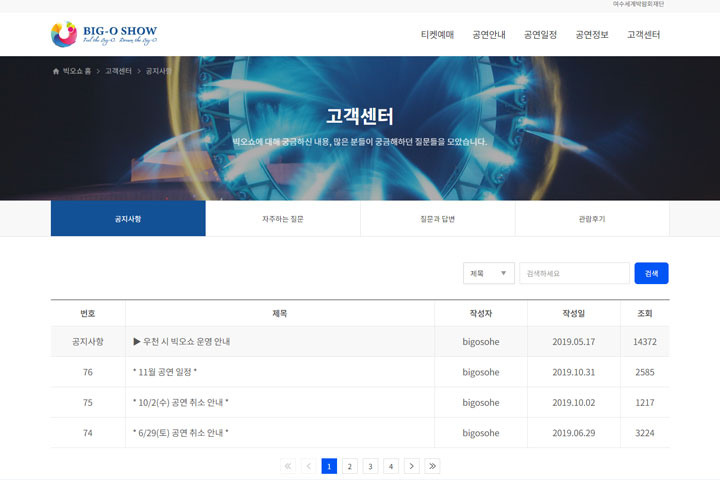 여수세계박람회재단
BIG-O SHOW
Feel the Big-O, Dream the Big-O
티켓예매 공연안내 공연일정 공연정보 고객센터
빅오쇼 홈 > 고객센터 > 공지사항
고객센터
빅오쇼에 대해 궁금하신 내용, 많은 분들이 궁금해하던 질문들을 모았습니다.
공지사항 자주하는 질문 질문과 답변 관람후기
제목 ▼ 검색하세요 검색
번호 제목 작성자 작성일 조회
공지사항 ▶ 우천 시 빅오쇼 운영 안내 bigosohe 2019.05.17 14372
76 * 11월 공연 일정 * bigosohe 2019.10.31 2585
75 * 10/2(수) 공연 취소 안내 * bigosohe 2019.10.02 1217
74 * 6/29(토) 공연 취소 안내 * bigosohe 2019.06.29 3224
« < 1 2 3 4 > »